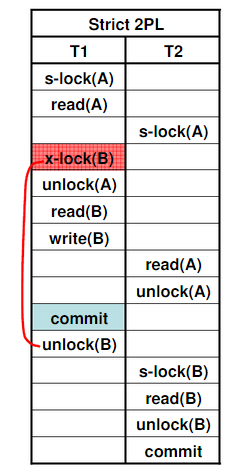 Strict 2PL
T1 T2
s-lock(A)
read(A)
s-lock(A)
x-lock(B)
unlock(A)
read(B)
write(B)
read(A)
unlock(A)
commit
unlock(B)
s-lock(B)
read(B)
unlock(B)
commit